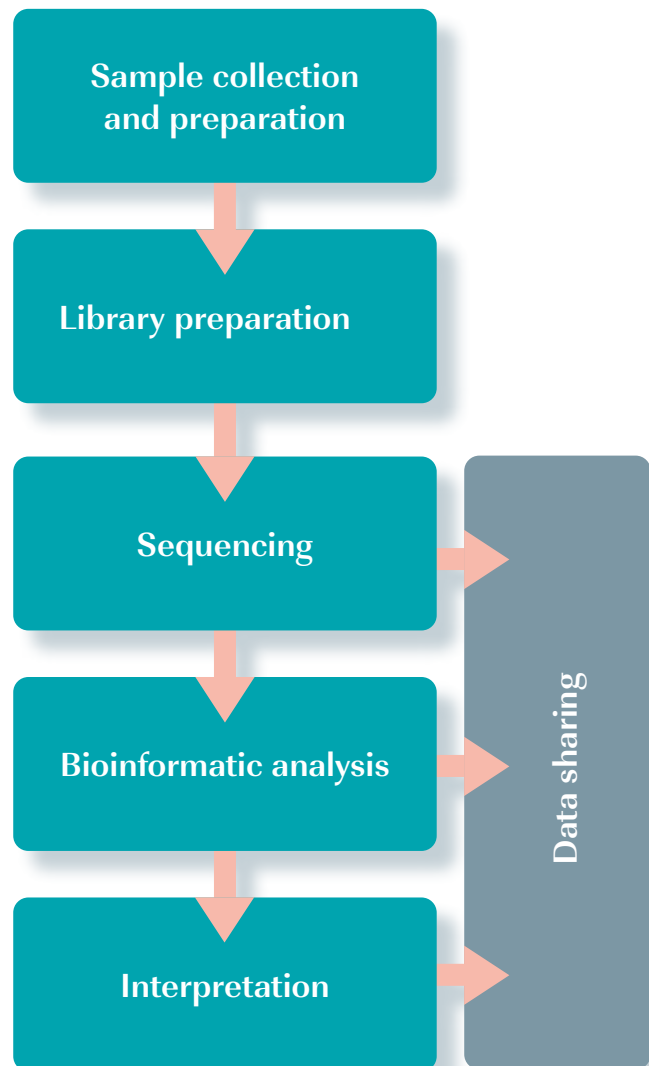 Sample collection
and preparation
Library preparation
Sequencing
Bioinformatic analysis
Interpretation
Data sharing